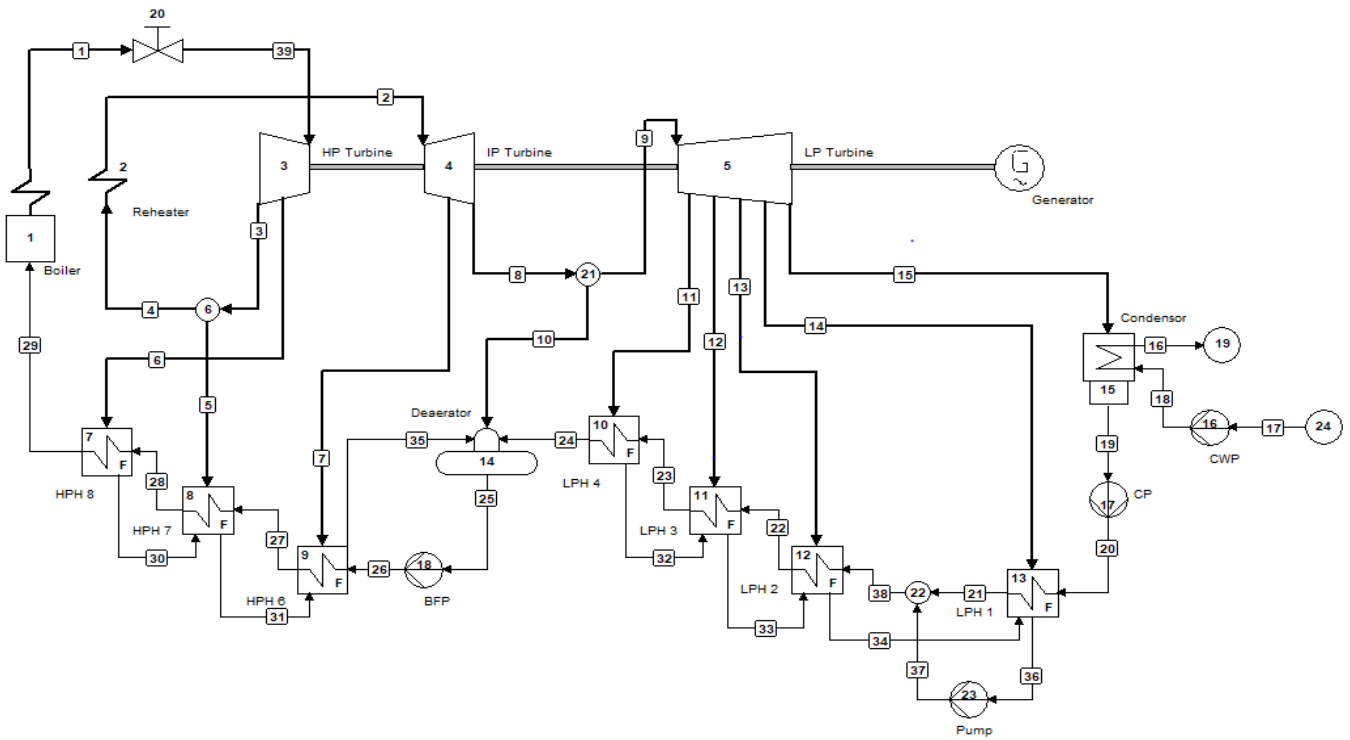 20
1
39
2
9
HP Turbine
IP Turbine
LP Turbine
2
3
4
5
G
Generator
Reheater
3
1
Boiler
8
21
15
13
11
4
6
14
Condensor
12
29
10
16
19
6
15
18
5
Deaerator
16
17
24
7
10
CWP
7
35
24
14
19
F
F
28
23
CP
HPH 8
LPH 4
25
17
8
11
HPH 7
F
LPH 3
F
22
27
20
30
9
32
12
26
18
13
F
LPH 2
F
38
22
21
HPH 6
BFP
LPH 1
F
31
33
34
37
36
23
Pump